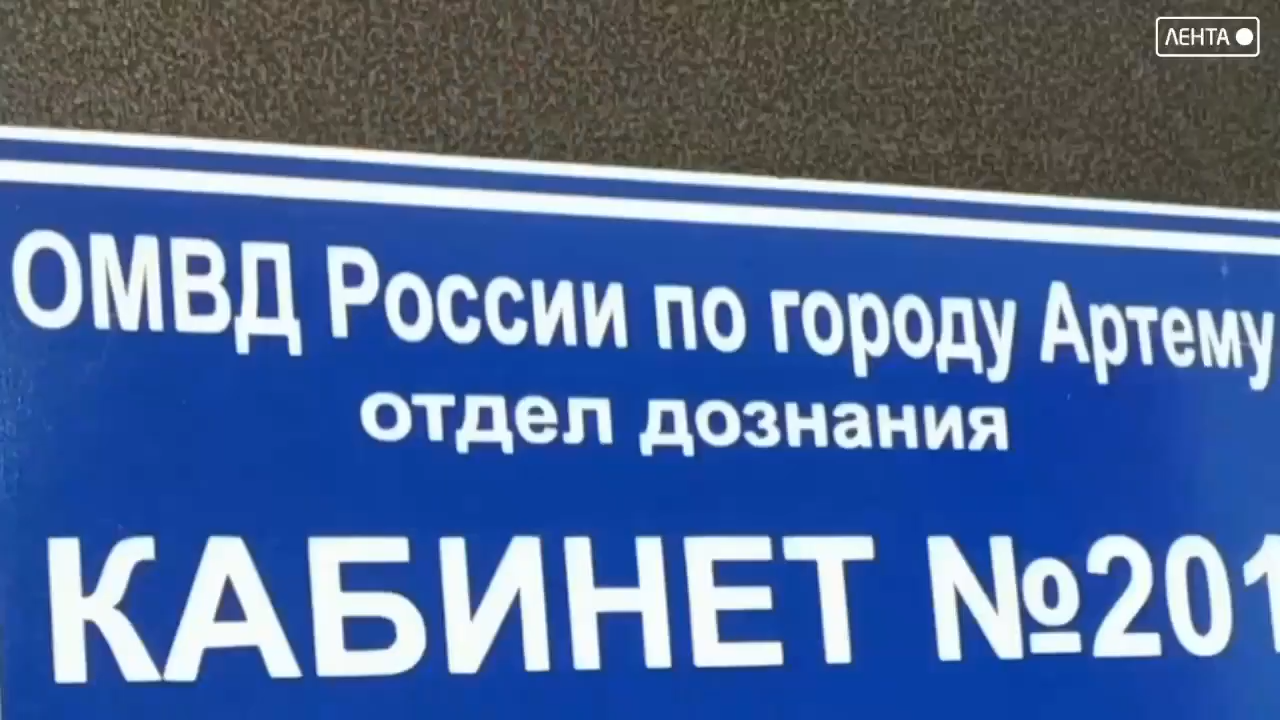 ЛЕНТА
ОМВД России по городу Артему
отдел дознания
КАБИНЕТ №201